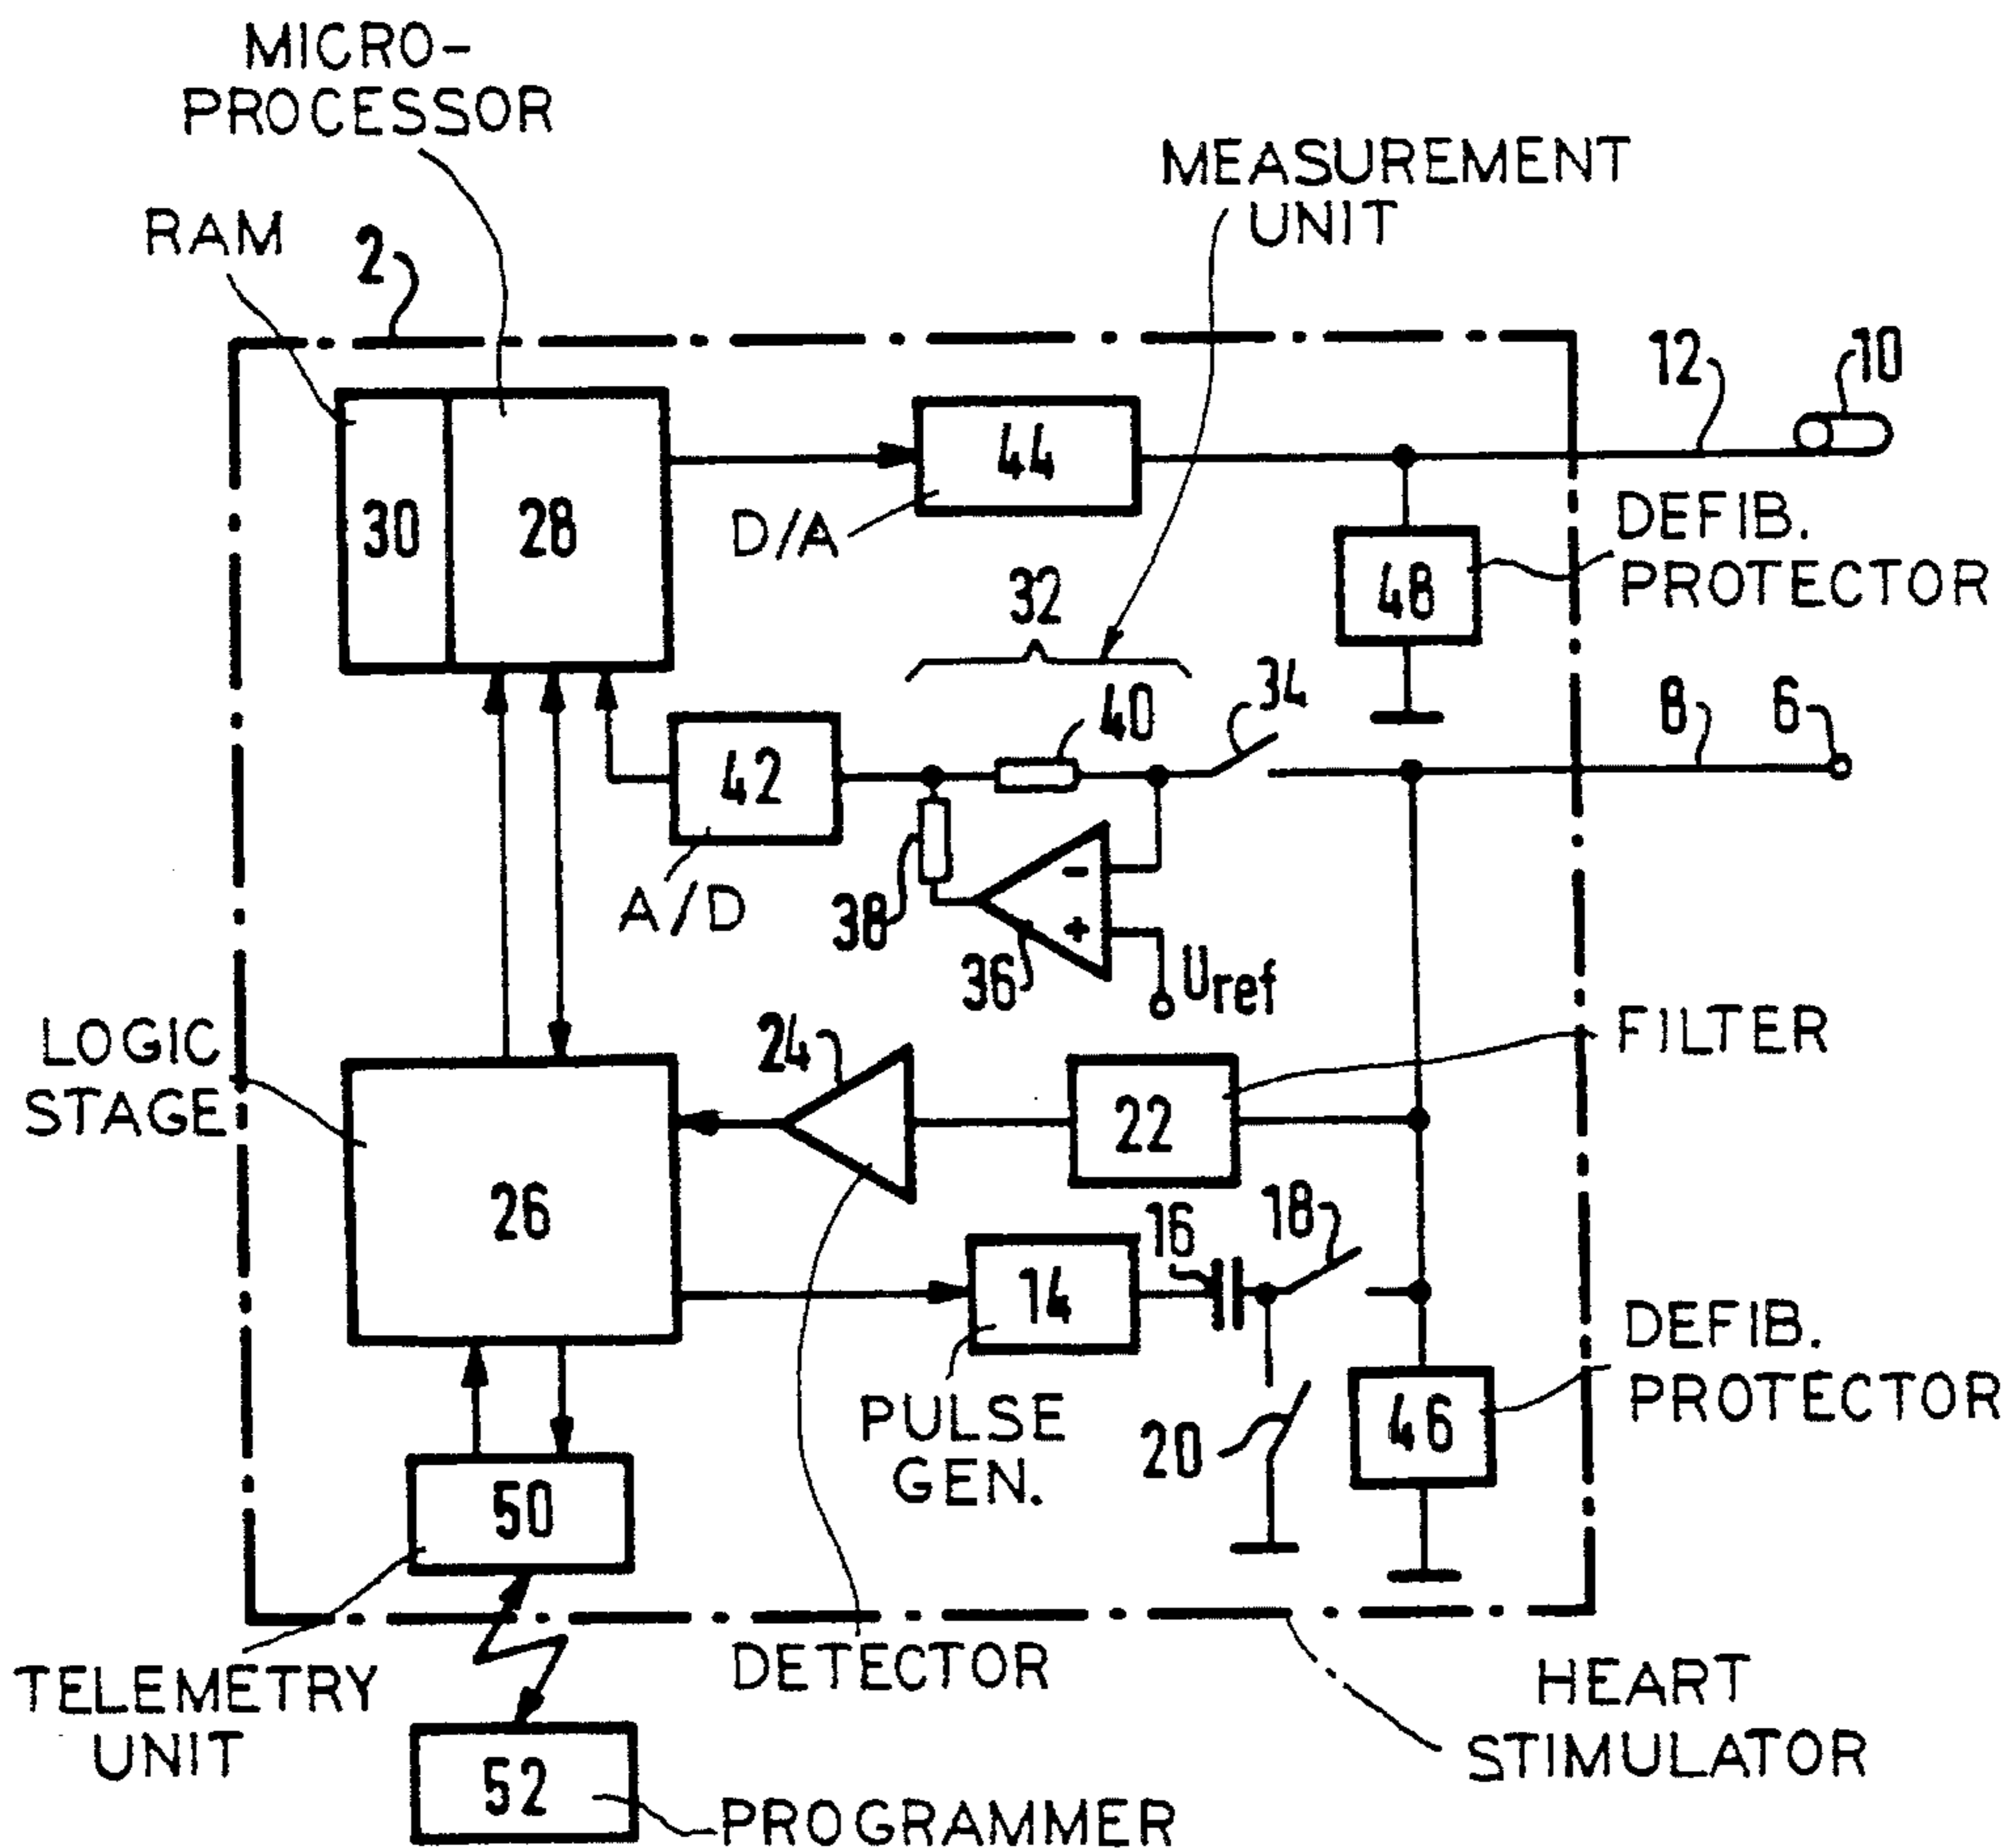 MICRO-
PROCESSOR
MEASUREMENT
UNIT
RAM
2
12
10
44
30
28
D/A
DEFIB.
PROTECTOR
48
32
40
34
8
6
42
A/D
38
-
+
36
Uref
LOGIC
STAGE
24
FILTER
22
26
16
18
14
DEFIB.
PROTECTOR
PULSE
GEN.
20
46
50
TELEMETRY
UNIT
DETECTOR
HEART
STIMULATOR
52
PROGRAMMER